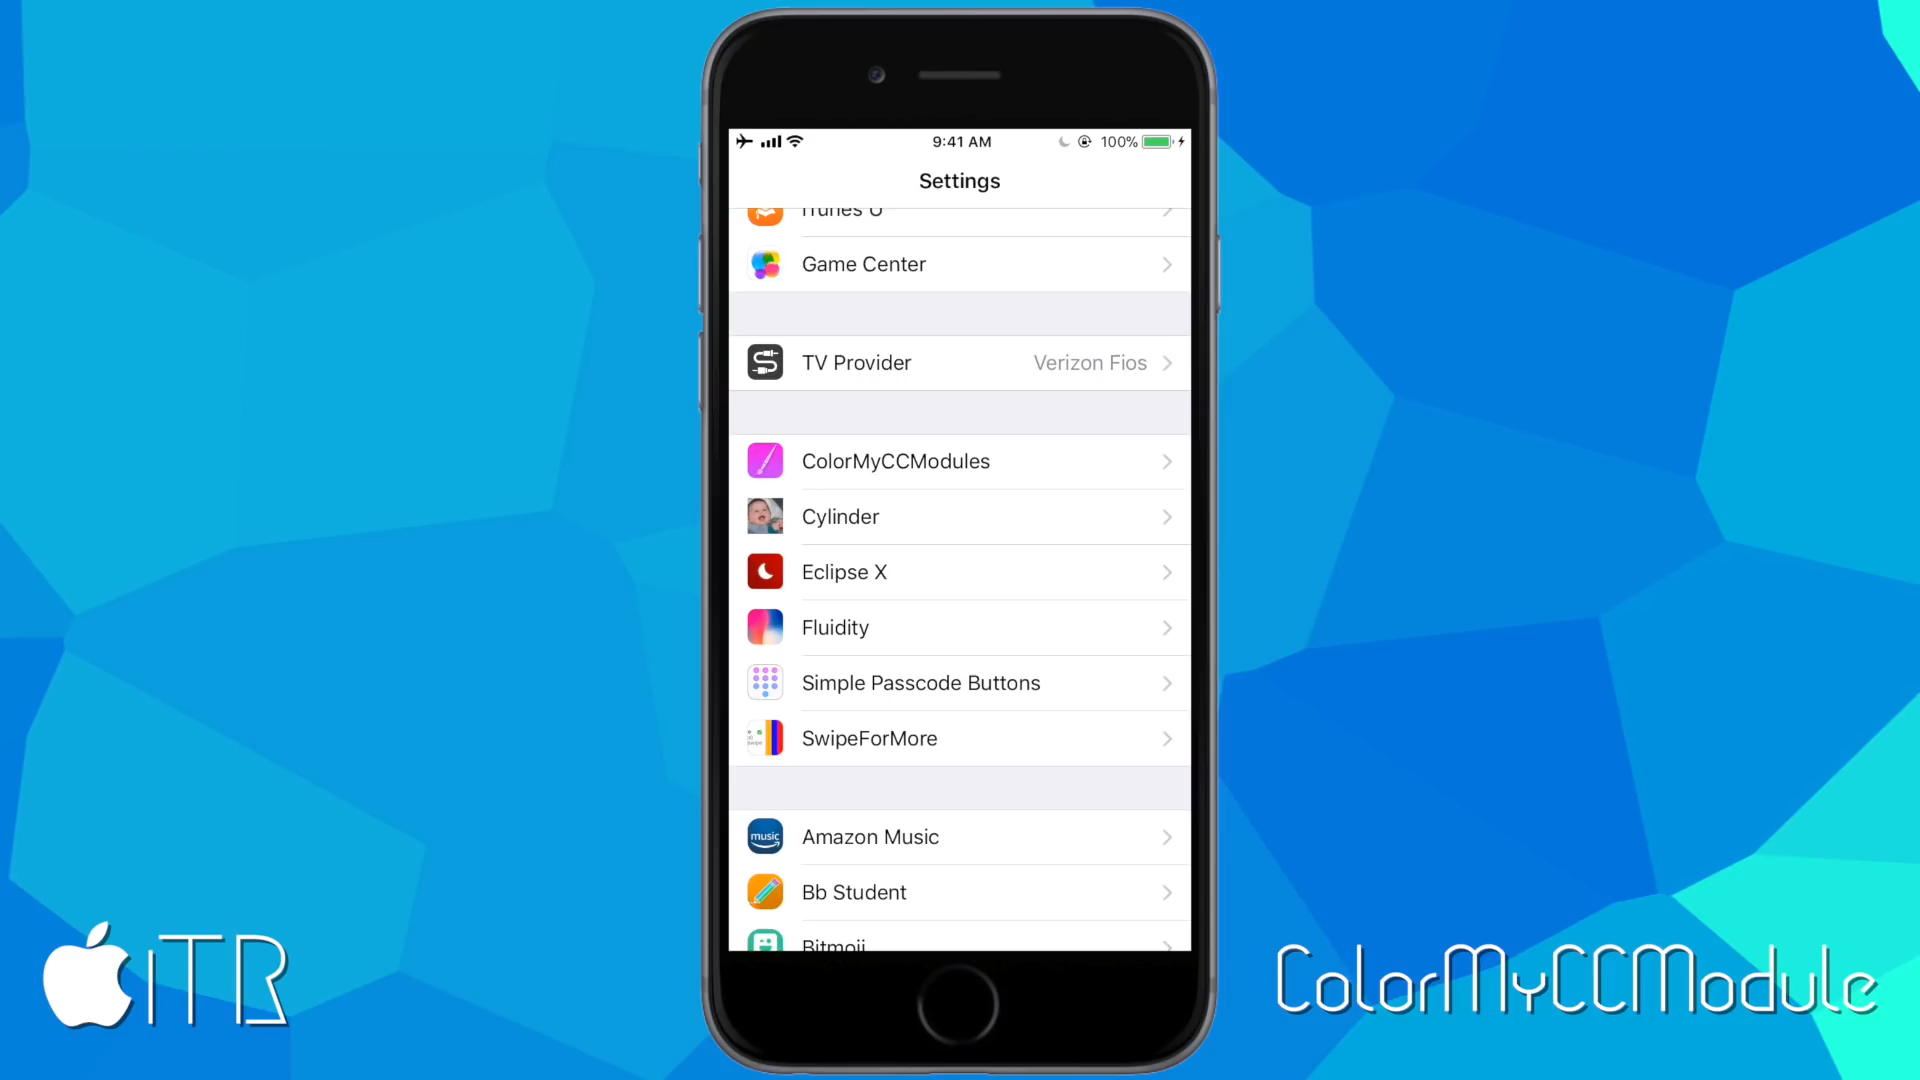 9:41 AM
100%
Settings
iTunes U
Game Center
TV Provider
Verizon Fios
ColorMyCCModules
Cylinder
Eclipse X
Fluidity
Simple Passcode Buttons
SwipeForMore
music
Amazon Music
Bb Student
Bitmoji
iTR
ColorMyCCModule